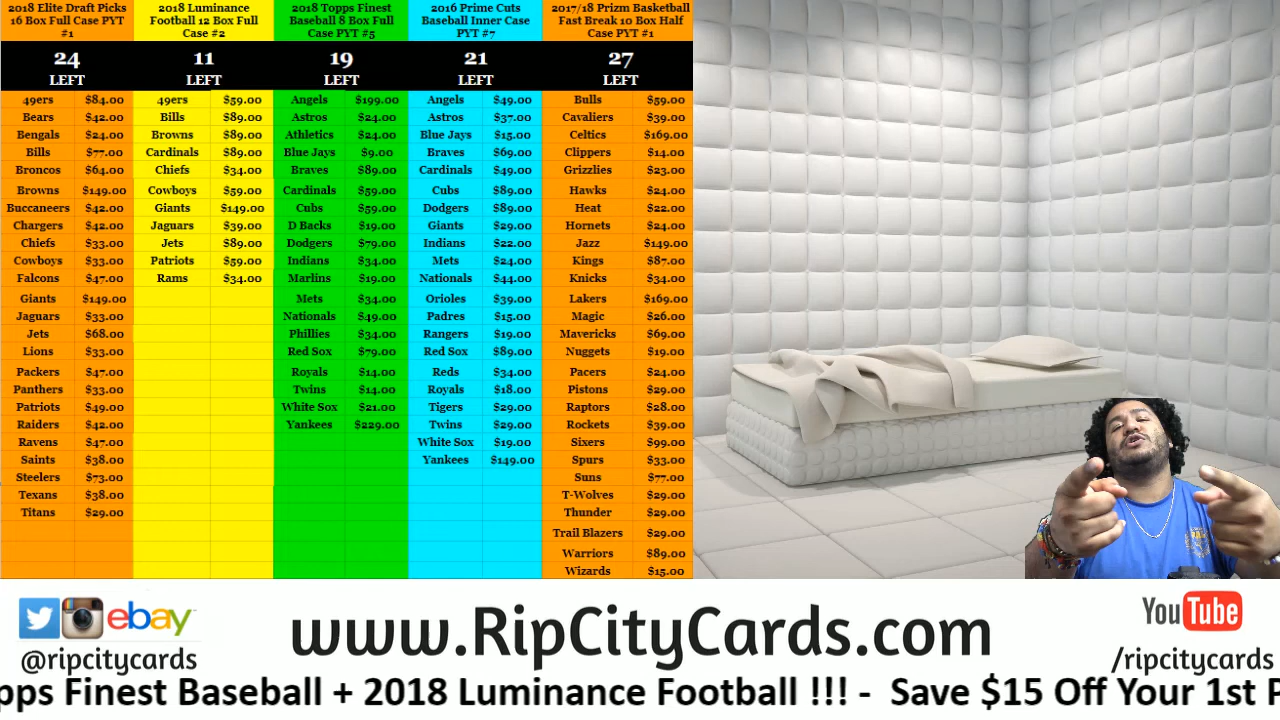 2018 Elite Draft Picks
16 Box Full Case PYT
#1
24
LEFT
49ers $84.00
Bears $42.00
Bengals $24.00
Bills $77.00
Broncos $64.00
Browns $149.00
Buccaneers $42.00
Chargers $42.00
Chiefs $33.00
Cowboys $33.00
Falcons $47.00
Giants $149.00
Jaguars $33.00
Jets $68.00
Lions $33.00
Packers $47.00
Panthers $33.00
Patriots $49.00
Raiders $42.00
Ravens $47.00
Saints $38.00
Steelers $73.00
Texans $38.00
Titans $29.00
2018 Luminance
Football 12 Box Full
Case #2
11
LEFT
49ers $59.00
Bills $89.00
Browns $89.00
Cardinals $89.00
Chiefs $34.00
Cowboys $59.00
Giants $149.00
Jaguars $39.00
Jets $89.00
Patriots $59.00
Rams $34.00
2018 Topps Finest
Baseball 8 Box Full
Case PYT #5
19
LEFT
Angels $199.00
Astros $24.00
Athletics $24.00
Blue Jays $9.00
Braves $89.00
Cardinals $59.00
Cubs $59.00
D Backs $19.00
Dodgers $79.00
Indians $34.00
Marlins $19.00
Mets $34.00
Nationals $49.00
Phillies $34.00
Red Sox $79.00
Royals $14.00
Twins $14.00
White Sox $21.00
Yankees $229.00
2016 Prime Cuts
Baseball Inner Case
PYT #7
21
LEFT
Angels $49.00
Astros $37.00
Blue Jays $15.00
Braves $69.00
Cardinals $49.00
Cubs $89.00
Dodgers $89.00
Giants $29.00
Indians $22.00
Mets $24.00
Nationals $44.00
Orioles $39.00
Padres $15.00
Rangers $19.00
Red Sox $89.00
Reds $34.00
Royals $18.00
Tigers $29.00
Twins $29.00
White Sox $19.00
Yankees $149.00
2017/18 Prizm Basketball
Fast Break 10 Box Half
Case PYT #1
27
LEFT
Bulls $59.00
Cavaliers $39.00
Celtics $169.00
Clippers $14.00
Grizzlies $23.00
Hawks $24.00
Heat $22.00
Hornets $24.00
Jazz $149.00
Kings $87.00
Knicks $34.00
Lakers $169.00
Magic $26.00
Mavericks $69.00
Nuggets $19.00
Pacers $24.00
Pistons $29.00
Raptors $28.00
Rockets $39.00
Sixers $99.00
Spurs $33.00
Suns $77.00
T-Wolves $29.00
Thunder $29.00
Trail Blazers $29.00
Warriors $89.00
Wizards $15.00
ebay
@ripcitycards
www.RipCityCards.com
YouTube
/ripcitycards
pps Finest Baseball + 2018 Luminance Football !!! - Save $15 Off Your 1st P